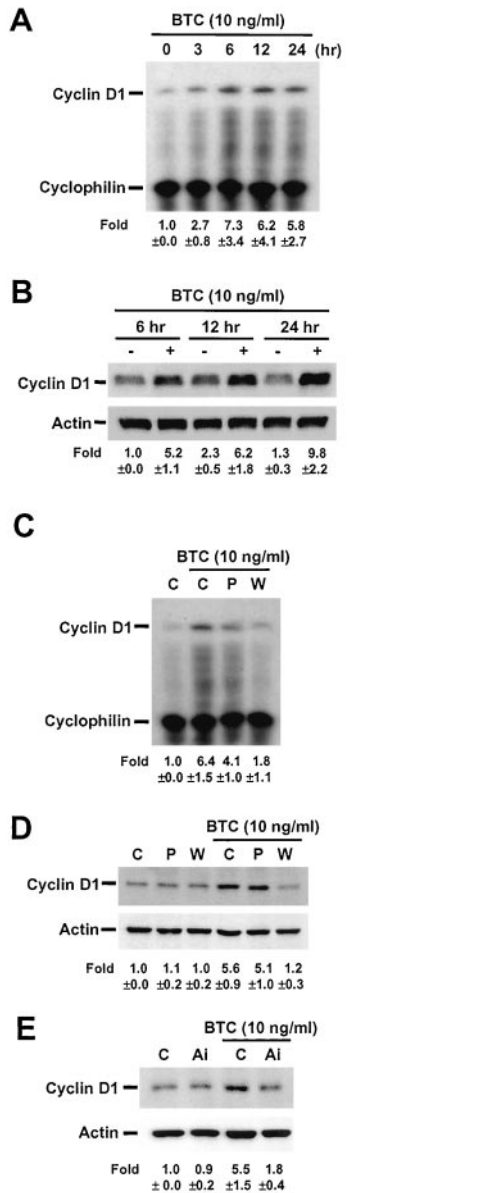 A
BTC (10 ng/ml)
0 3 6 12 24 (hr)
Cyclin D1
Cyclophilin
Fold 1.0 2.7 7.3 6.2 5.8
±0.0 ±0.8 ±3.4 ±4.1 ±2.7
B
BTC (10 ng/ml)
6 hr 12 hr 24 hr
- + - + - +
Cyclin D1
Actin
Fold 1.0 5.2 2.3 6.2 1.3 9.8
±0.0 ±1.1 ±0.5 ±1.8 ±0.3 ±2.2
C
BTC (10 ng/ml)
C C P W
Cyclin D1
Cyclophilin
Fold 1.0 6.4 4.1 1.8
±0.0 ±1.5 ±1.0 ±1.1
D
BTC (10 ng/ml)
C P W C P W
Cyclin D1
Actin
Fold 1.0 1.1 1.0 5.6 5.1 1.2
±0.0 ±0.2 ±0.2 ±0.9 ±1.0 ±0.3
E
BTC (10 ng/ml)
C Ai C Ai
Cyclin D1
Actin
Fold 1.0 0.9 5.5 1.8
± 0.0 ±0.2 ±1.5 ±0.4